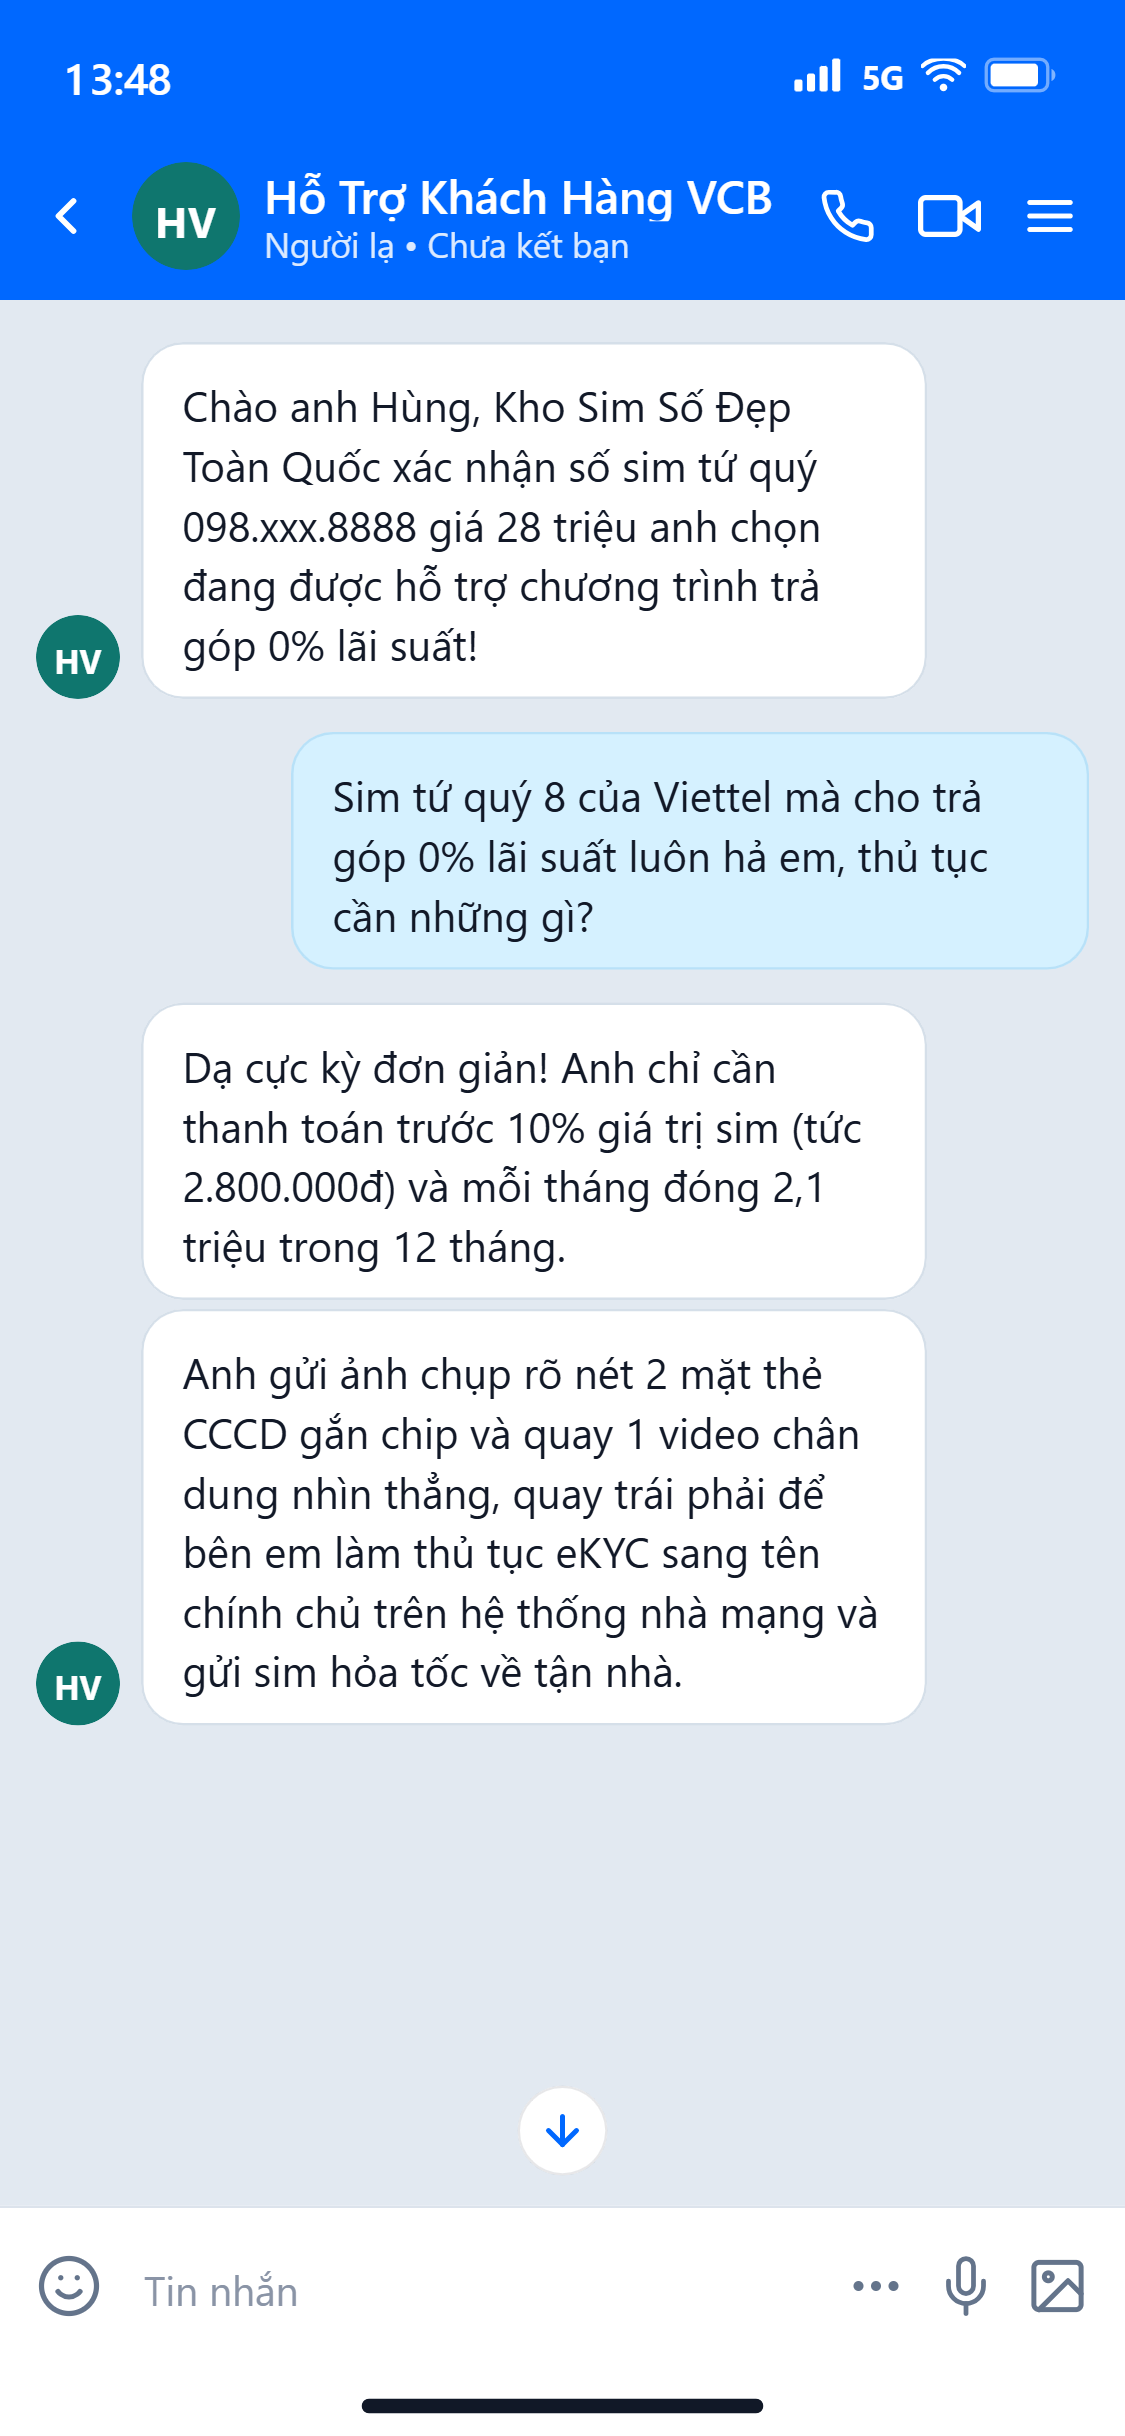 13:48
5G
HV
Hỗ Trợ Khách Hàng VCB
Người lạ • Chưa kết bạn
Chào anh Hùng, Kho Sim Số Đẹp
Toàn Quốc xác nhận số sim tứ quý
098.xxx.8888 giá 28 triệu anh chọn
đang được hỗ trợ chương trình trả
góp 0% lãi suất!
HV
Sim tứ quý 8 của Viettel mà cho trả
góp 0% lãi suất luôn hả em, thủ tục
cần những gì?
Dạ cực kỳ đơn giản! Anh chỉ cần
thanh toán trước 10% giá trị sim (tức
2.800.000đ) và mỗi tháng đóng 2,1
triệu trong 12 tháng.
Anh gửi ảnh chụp rõ nét 2 mặt thẻ
CCCD gắn chip và quay 1 video chân
dung nhìn thẳng, quay trái phải để
bên em làm thủ tục eKYC sang tên
chính chủ trên hệ thống nhà mạng và
gửi sim hỏa tốc về tận nhà.
HV
Tin nhắn